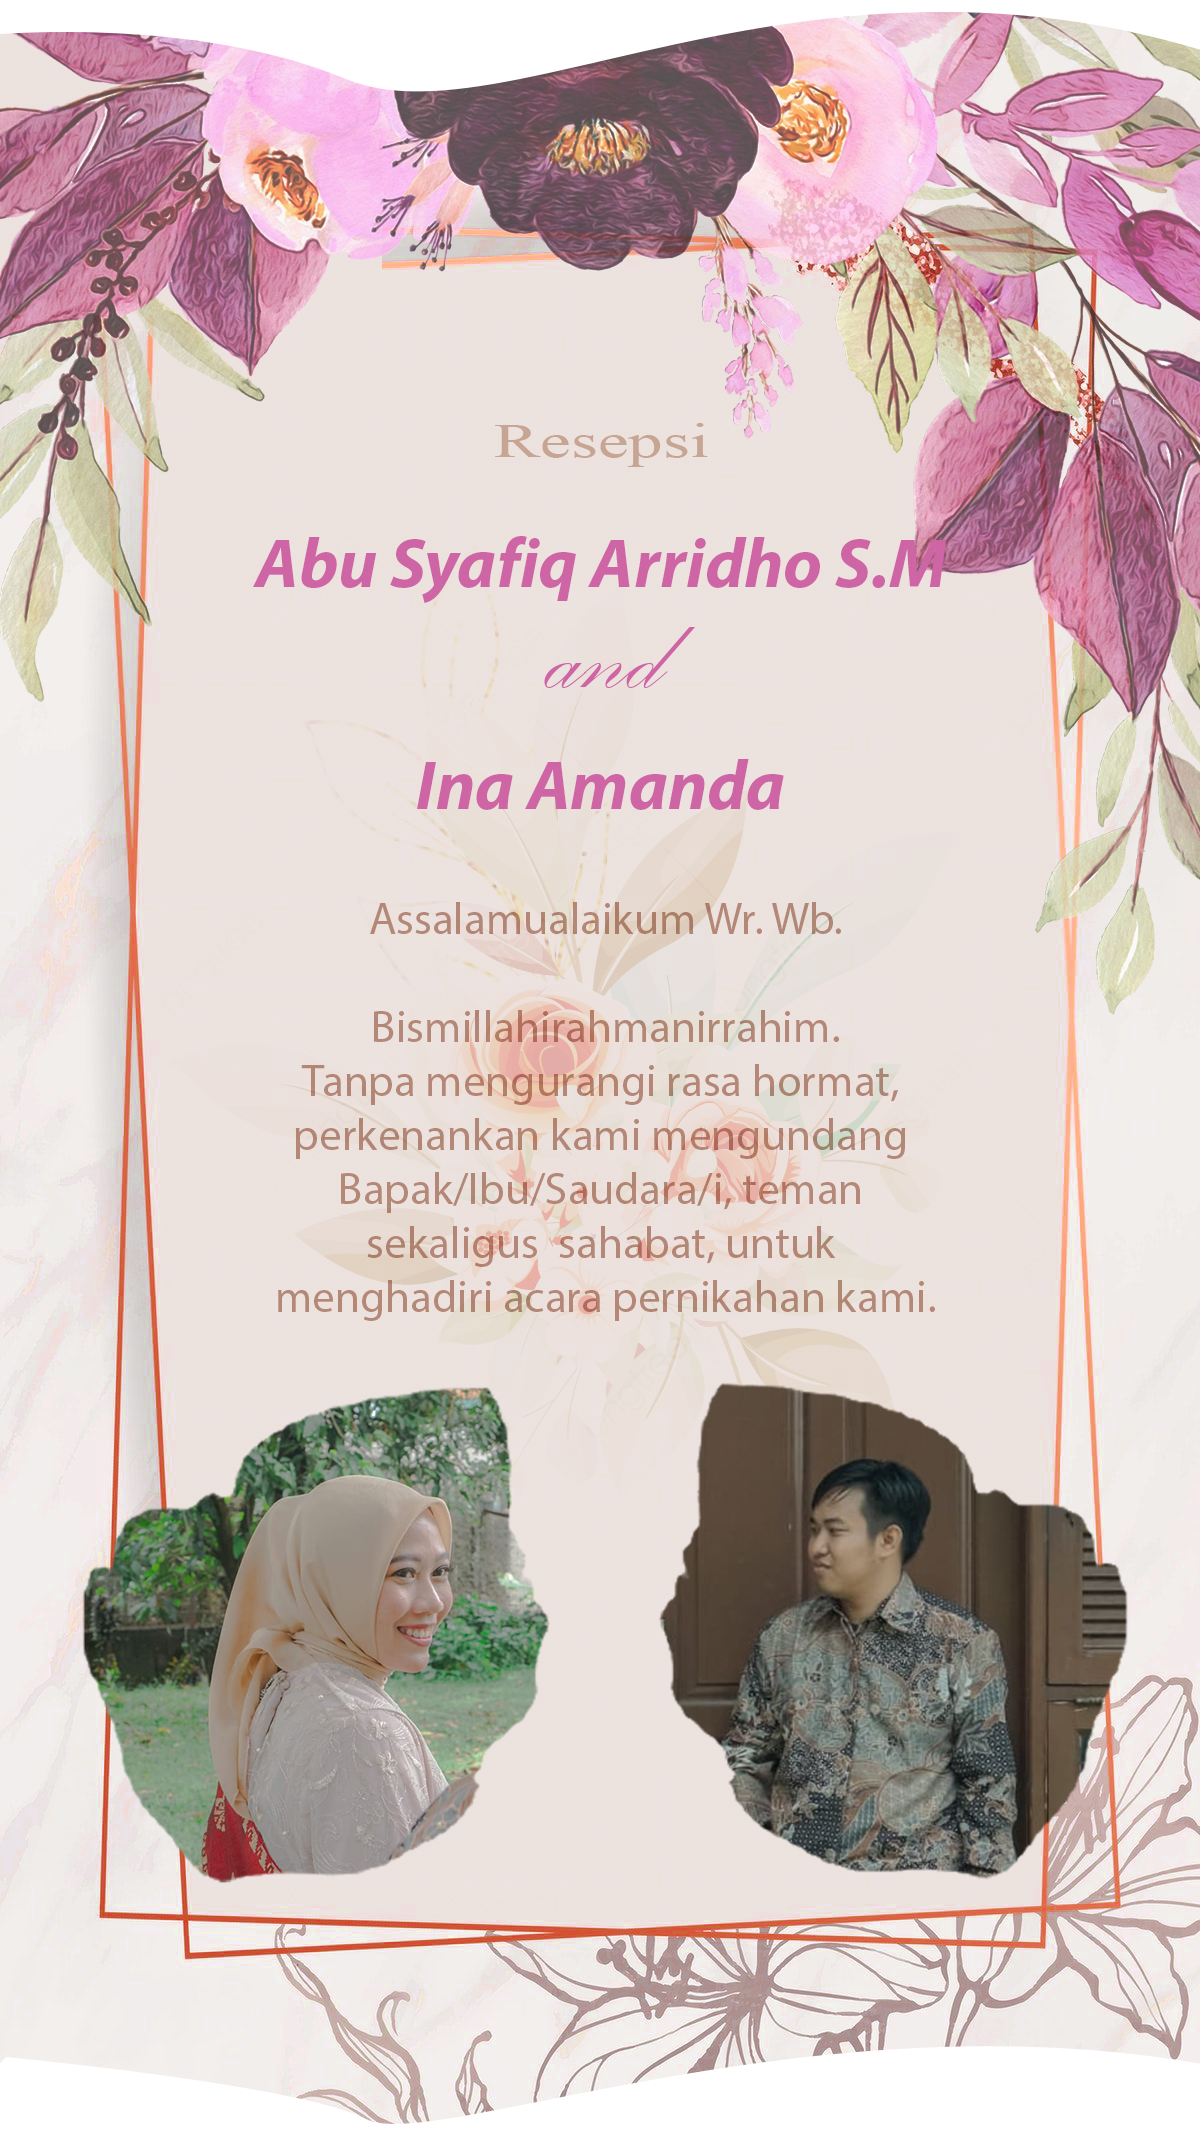 Resepsi
Abu Syafiq Arridho S.M
and
Ina Amanda
Assalamualaikum Wr. Wb.
Bismillahirahmanirrahim.
Tanpa mengurangi rasa hormat,
perkenankan kami mengundang
Bapak/Ibu/Saudara/i, teman
sekaligus sahabat, untuk
menghadiri acara pernikahan kami.